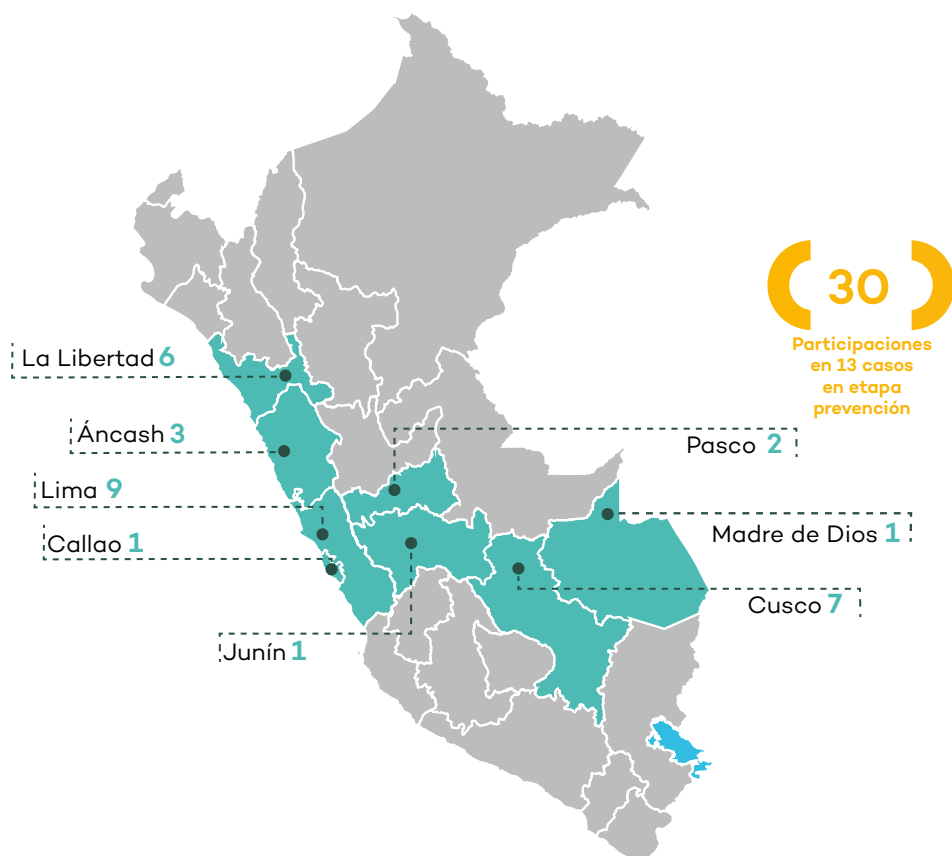 30
Participaciones
en 13 casos
en etapa
prevención
La Libertad 6
Áncash 3
Pasco 2
Lima 9
Madre de Dios 1
Callao 1
Cusco 7
Junín 1